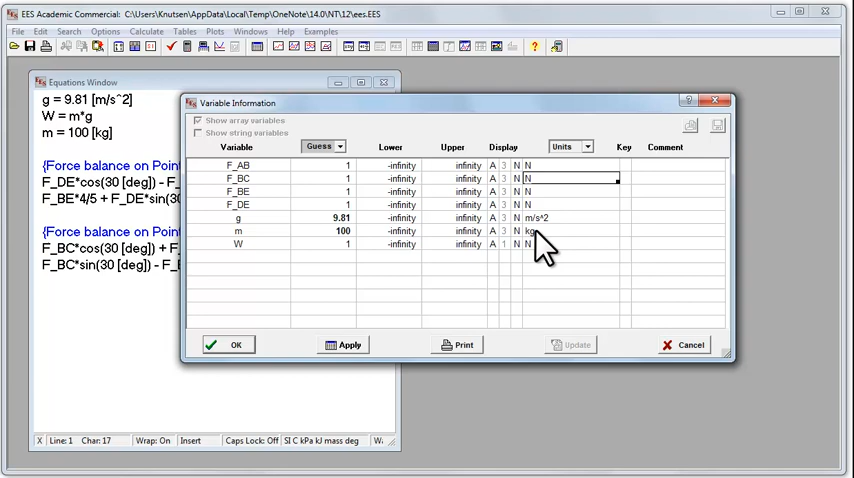 EES Academic Commercial: C:\Users\Knutsen\AppData\Local\Temp\OneNote\14.0\NT\12\ees.EES
File Edit Search Options Calculate Tables Plots Windows Help Examples
Equations Window
g = 9.81 [m/s^2]
W = m*g
m = 100 [kg]
{Force balance on Poin
F_DE*cos(30 [deg]) - F
F_BE*4/5 + F_DE*sin(30
{Force balance on Poin
F_BC*cos(30 [deg]) + F
F_BC*sin(30 [deg]) - F
X Line: 1 Char: 17 Wrap: On Insert Caps Lock: Off SI C kPa kJ mass deg
Variable Information
Show array variables
Show string variables
Variable Guess Lower Upper Display Units Key Comment
F_AB 1 -infinity infinity A 3 N N
F_BC 1 -infinity infinity A 3 N N
F_BE 1 -infinity infinity A 3 N N
F_DE 1 -infinity infinity A 3 N N
g 9.81 -infinity infinity A 3 N m/s^2
m 100 -infinity infinity A 3 N kg
W 1 -infinity infinity A 1 N N
OK Apply Print Update Cancel